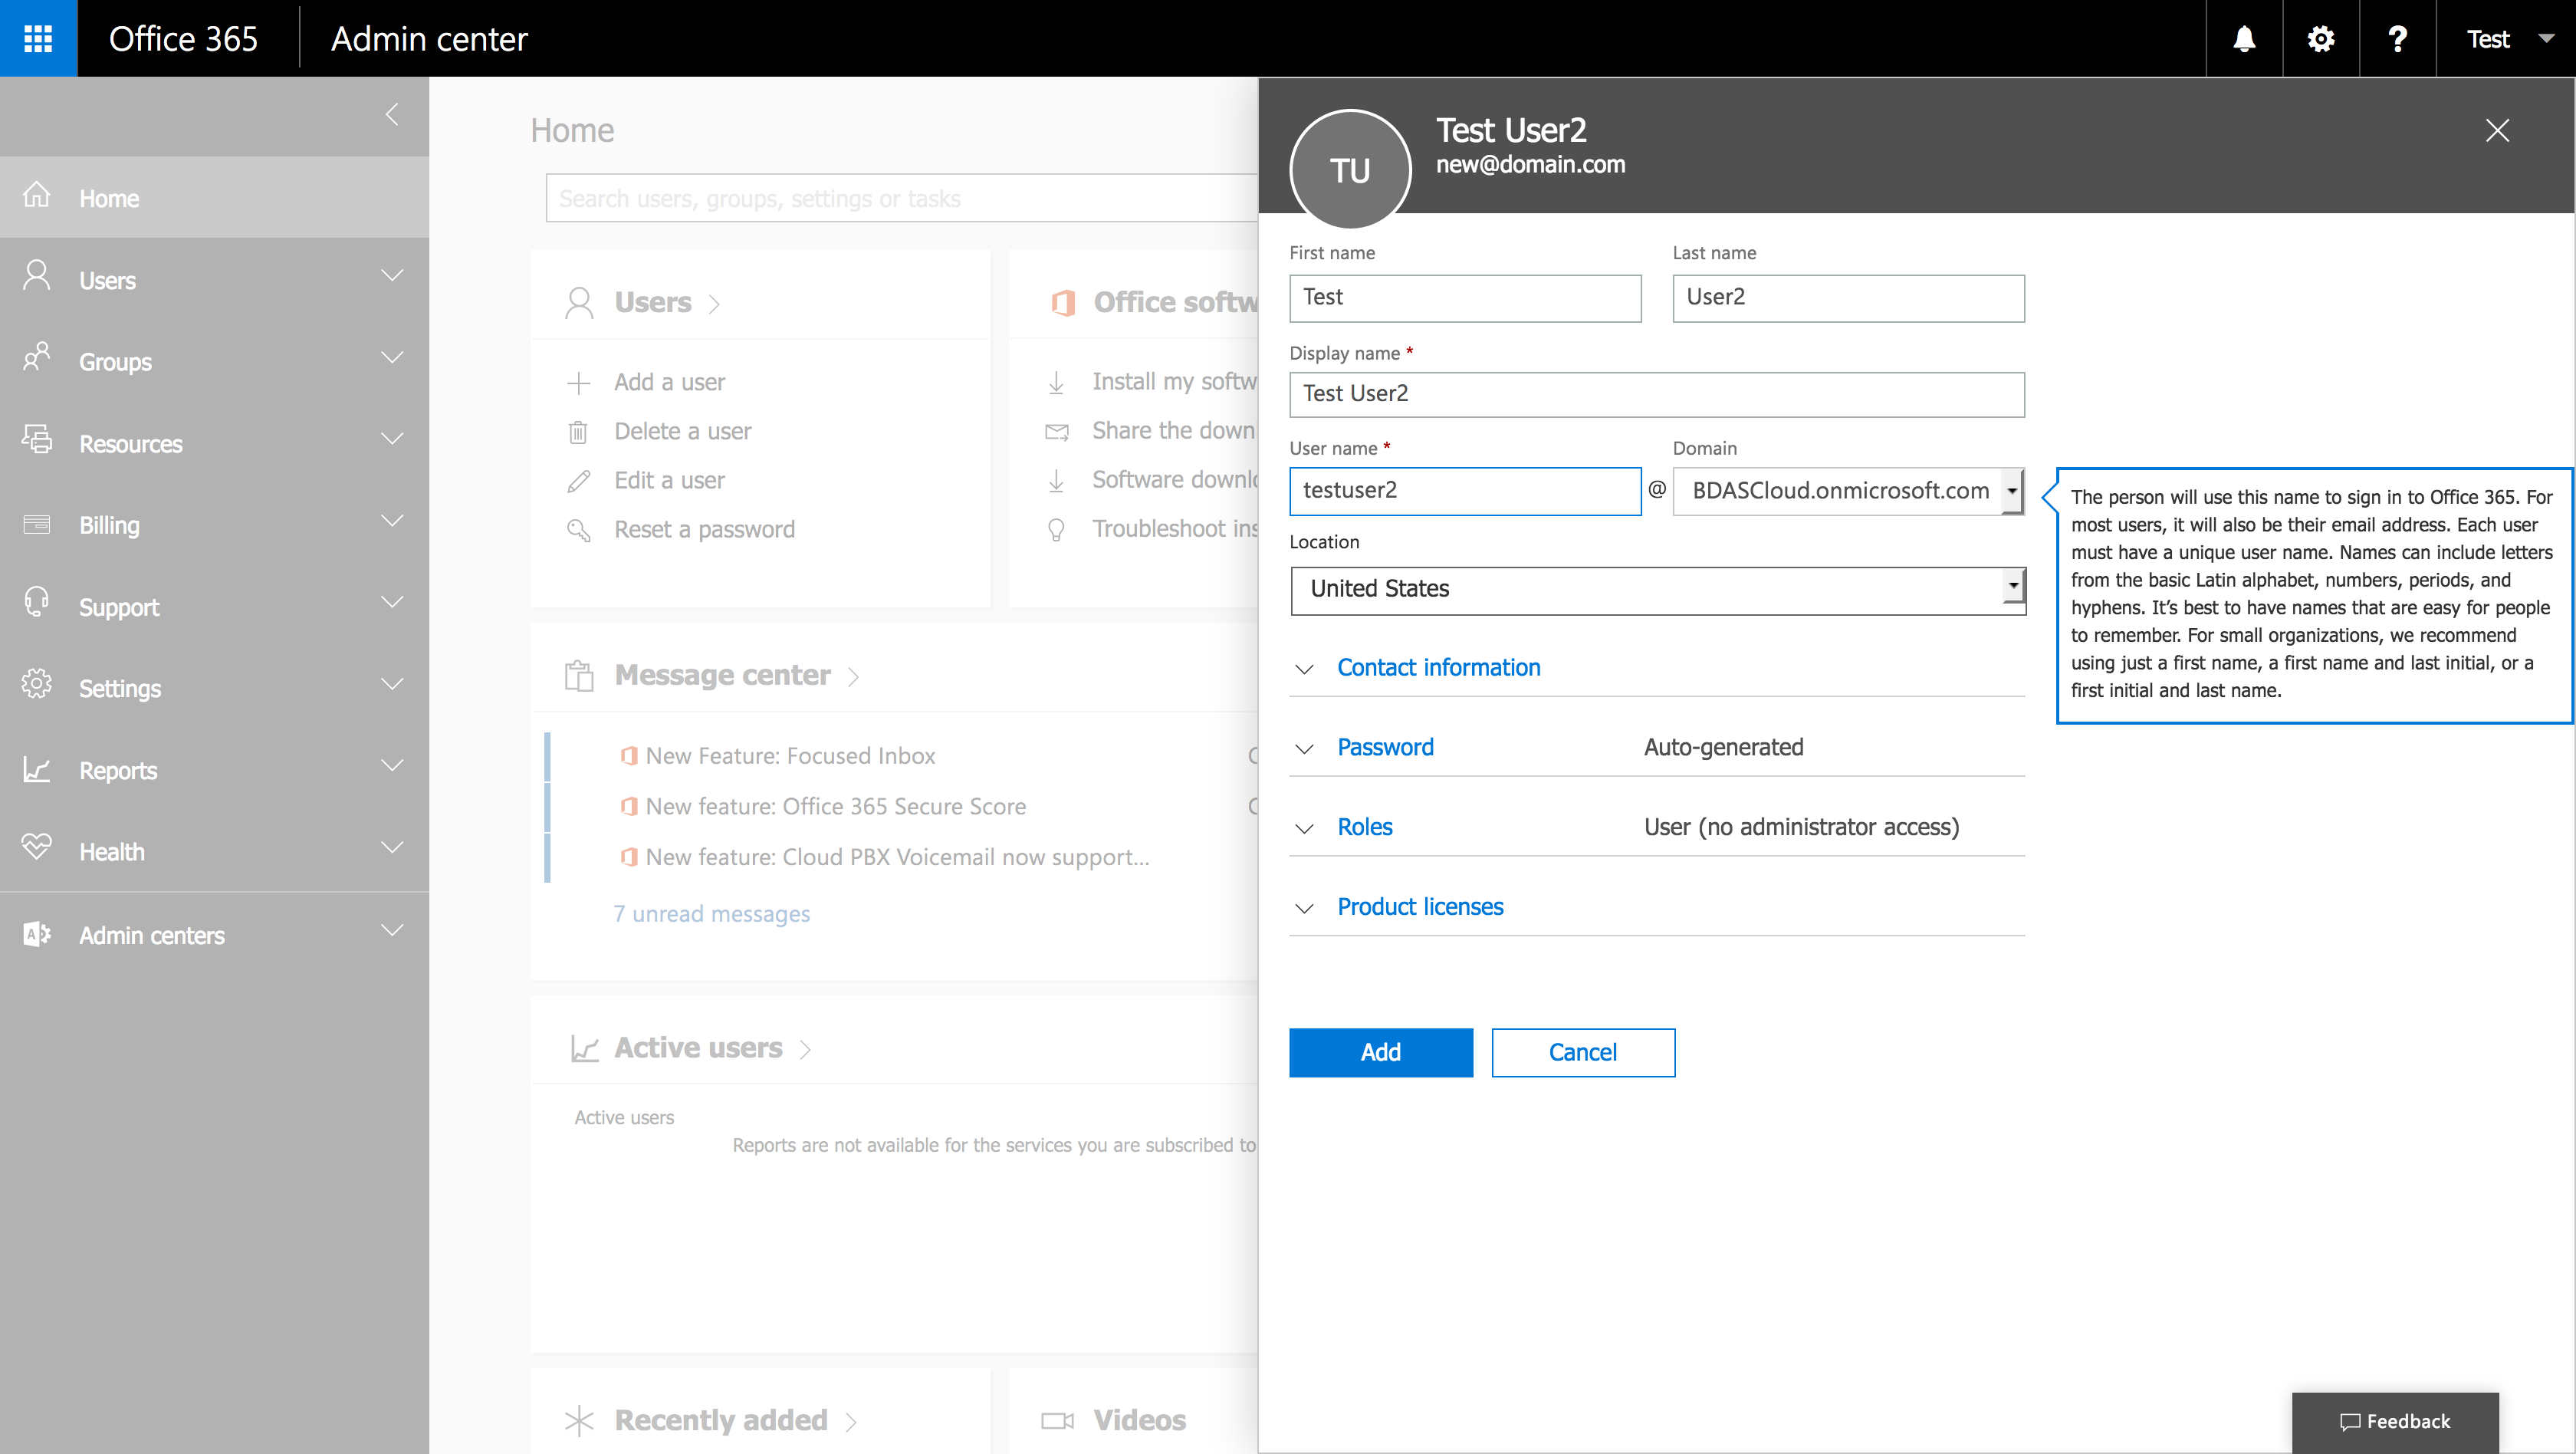 Office 365
Admin center
Test
Home
Users
Groups
Resources
Billing
Support
Settings
Reports
Health
Admin centers
Home
Search users, groups, settings or tasks
Users
Add a user
Delete a user
Edit a user
Reset a password
Office softw
Install my softw
Share the down
Software downlo
Troubleshoot ins
Message center
New Feature: Focused Inbox
New feature: Office 365 Secure Score
New feature: Cloud PBX Voicemail now support...
7 unread messages
Active users
Active users
Reports are not available for the services you are subscribed to
Recently added
Videos
TU
Test User2
new@domain.com
First name
Last name
Test
User2
Display name *
Test User2
User name *
Domain
testuser2
@
BDASCloud.onmicrosoft.com
Location
United States
The person will use this name to sign in to Office 365. For
most users, it will also be their email address. Each user
must have a unique user name. Names can include letters
from the basic Latin alphabet, numbers, periods, and
hyphens. It's best to have names that are easy for people
to remember. For small organizations, we recommend
using just a first name, a first name and last initial, or a
first initial and last name.
Contact information
Password
Auto-generated
Roles
User (no administrator access)
Product licenses
Add
Cancel
Feedback